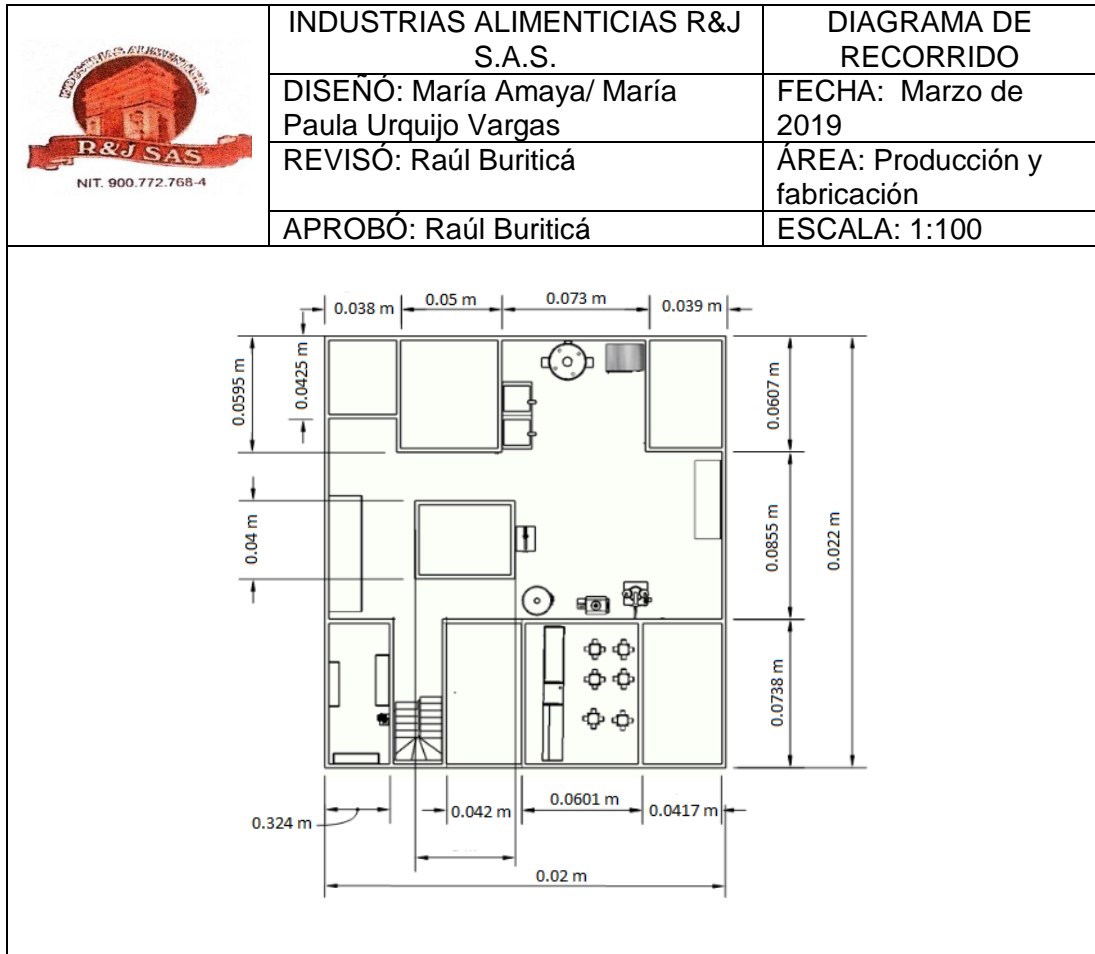 INDUSTRIAS ALIMENTICIAS
R&J SAS
NIT. 900.772.768-4
INDUSTRIAS ALIMENTICIAS R&J
S.A.S.
DIAGRAMA DE
RECORRIDO
DISEÑÓ: María Amaya/ María
Paula Urquijo Vargas
FECHA: Marzo de
2019
REVISÓ: Raúl Buriticá
ÁREA: Producción y
fabricación
APROBÓ: Raúl Buriticá
ESCALA: 1:100
0.038 m
0.05 m
0.073 m
0.039 m
0.0595 m
0.0425 m
0.0607 m
0.04 m
0.0855 m
0.022 m
0.0738 m
0.324 m
0.042 m
0.0601 m
0.0417 m
0.02 m